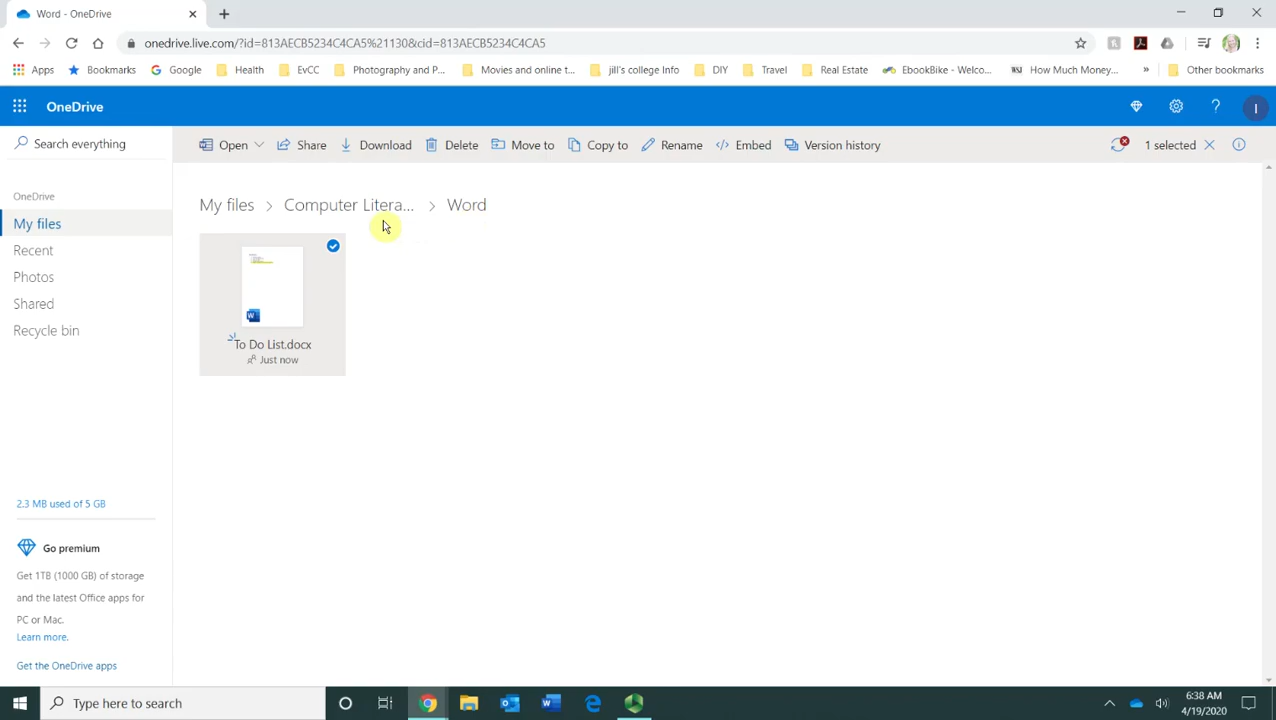 Word - OneDrive
onedrive.live.com/?id=813AECB5234C4CA5%21130&cid=813AECB5234C4CA5
Apps Bookmarks Google Health EvCC Photography and P... Movies and online t... jill's college Info DIY Travel Real Estate EbookBike - Welco... WSJ How Much Money... » Other bookmarks
OneDrive ? I
Search everything Open Share Download Delete Move to Copy to Rename Embed Version history 1 selected
OneDrive
My files > Computer Litera... > Word
My files
Recent
Photos
Shared
Recycle bin
To Do List.docx
Just now
2.3 MB used of 5 GB
Go premium
Get 1TB (1000 GB) of storage
and the latest Office apps for
PC or Mac.
Learn more.
Get the OneDrive apps
Type here to search
6:38 AM
4/19/2020